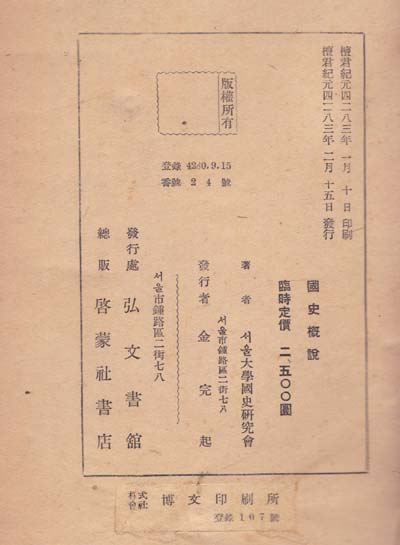 檀君紀元四二八三年 一月 十 日 印刷
檀君紀元四二八三年 二月 十五日 發行
國史概說
臨時定價 二、五〇〇圓
著者 서울大學國史硏究會
서울市鍾路區二街七八
發行者 金完起
서울市鍾路區二街七八
發行處 弘文書館
總販 啓蒙社書店
版權所有
登錄 4280.9.15
番號 24 號
株式會社 博文印刷所
登錄 107 號